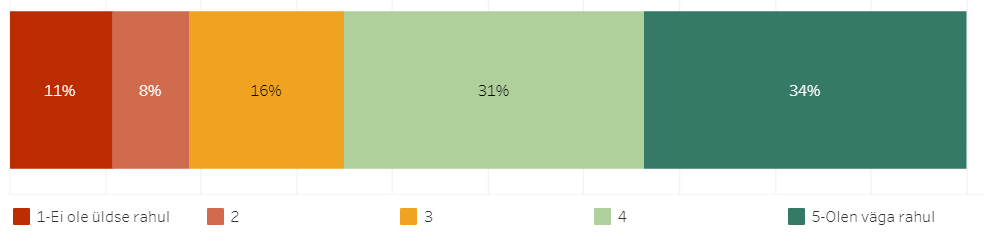 11% 8% 16% 31% 34%
1-Ei ole üldse rahul 2 3 4 5-Olen väga rahul